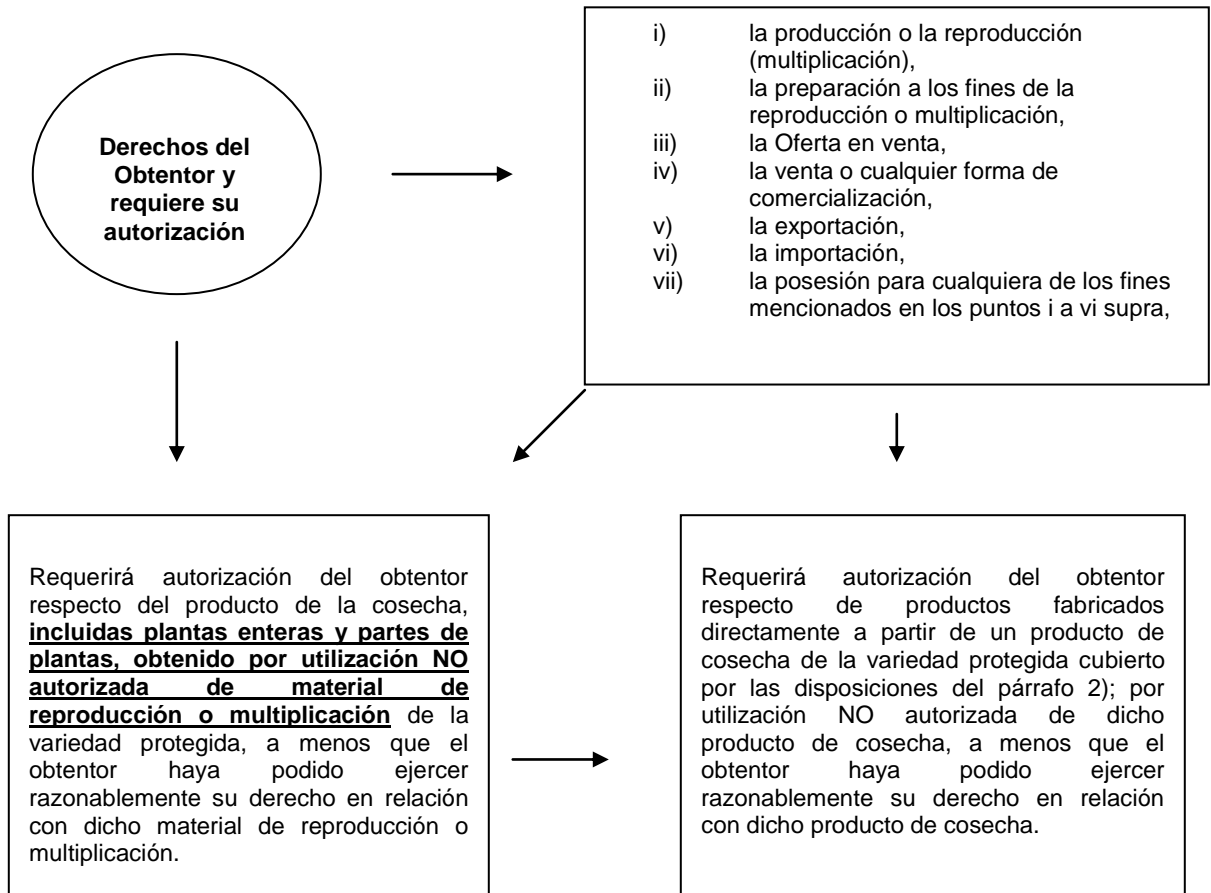 Derechos del
Obtentor y
requiere su
autorización
i) la producción o la reproducción
(multiplicación),
ii) la preparación a los fines de la
reproducción o multiplicación,
iii) la Oferta en venta,
iv) la venta o cualquier forma de
comercialización,
v) la exportación,
vi) la importación,
vii) la posesión para cualquiera de los fines
mencionados en los puntos i a vi supra,
Requerirá autorización del obtentor
respecto del producto de la cosecha,
incluidas plantas enteras y partes de
plantas, obtenido por utilización NO
autorizada de material de
reproducción o multiplicación de la
variedad protegida, a menos que el
obtentor haya podido ejercer
razonablemente su derecho en relación
con dicho material de reproducción o
multiplicación.
Requerirá autorización del obtentor
respecto de productos fabricados
directamente a partir de un producto de
cosecha de la variedad protegida cubierto
por las disposiciones del párrafo 2); por
utilización NO autorizada de dicho
producto de cosecha, a menos que el
obtentor haya podido ejercer
razonablemente su derecho en relación
con dicho producto de cosecha.